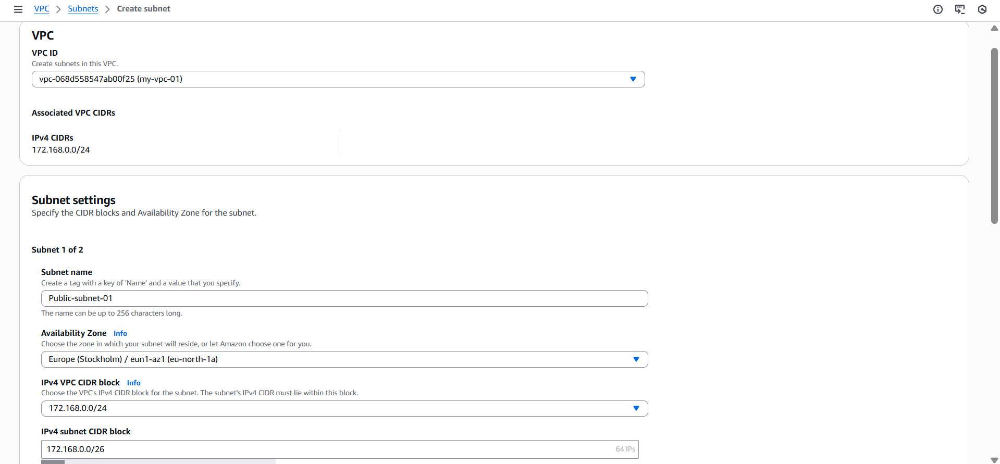 VPC > Subnets > Create subnet
VPC
VPC ID
Create subnets in this VPC.
vpc-068d558547ab00f25 (my-vpc-01)
Associated VPC CIDRs
IPv4 CIDRs
172.168.0.0/24
Subnet settings
Specify the CIDR blocks and Availability Zone for the subnet.
Subnet 1 of 2
Subnet name
Create a tag with a key of 'Name' and a value that you specify.
Public-subnet-01
The name can be up to 256 characters long.
Availability Zone Info
Choose the zone in which your subnet will reside, or let Amazon choose one for you.
Europe (Stockholm) / eun1-az1 (eu-north-1a)
IPv4 VPC CIDR block Info
Choose the VPC's IPv4 CIDR block for the subnet. The subnet's IPv4 CIDR must lie within this block.
172.168.0.0/24
IPv4 subnet CIDR block
172.168.0.0/26 64 IPs